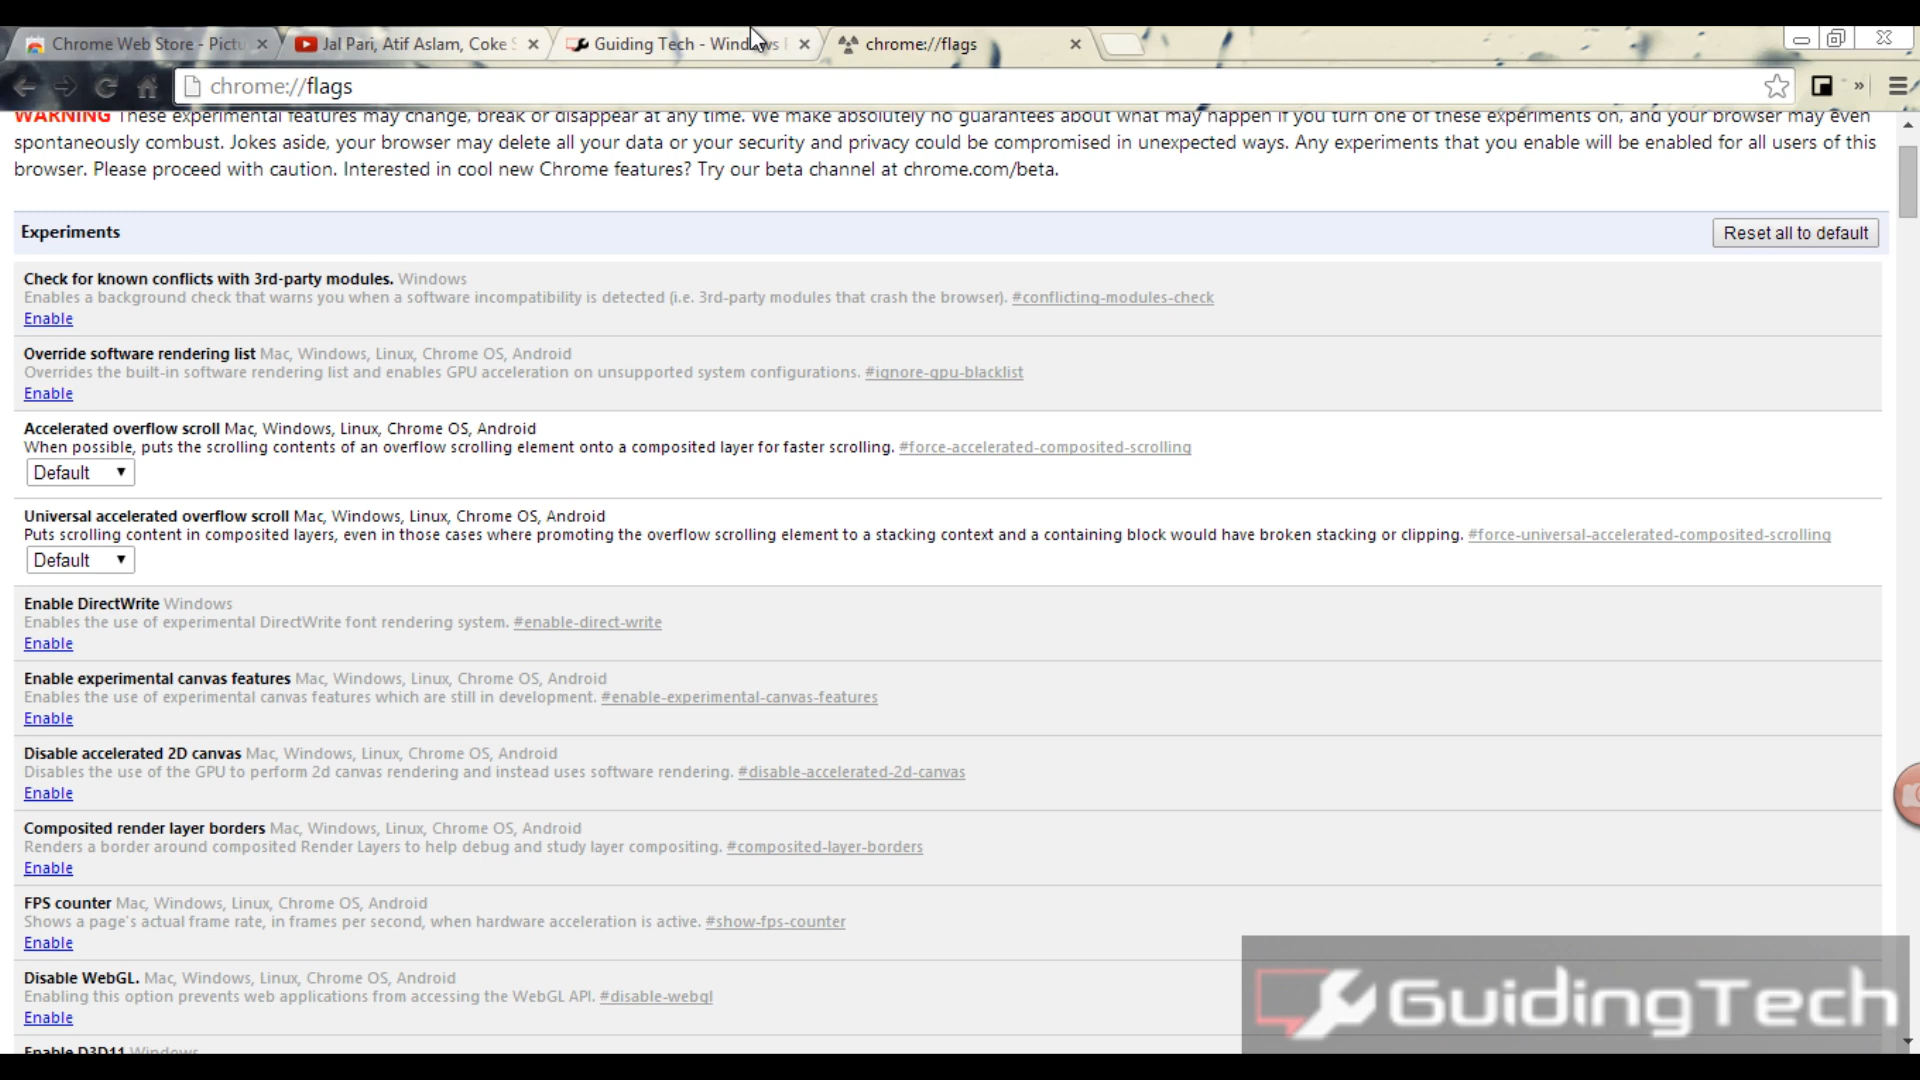 Chrome Web Store - Pictu
Jal Pari, Atif Aslam, Coke S
Guiding Tech - Windows
chrome://flags
chrome://flags
WARNING These experimental features may change, break or disappear at any time. We make absolutely no guarantees about what may happen if you turn one of these experiments on, and your browser may even
spontaneously combust. Jokes aside, your browser may delete all your data or your security and privacy could be compromised in unexpected ways. Any experiments that you enable will be enabled for all users of this
browser. Please proceed with caution. Interested in cool new Chrome features? Try our beta channel at chrome.com/beta.
Experiments
Reset all to default
Check for known conflicts with 3rd-party modules. Windows
Enables a background check that warns you when a software incompatibility is detected (i.e. 3rd-party modules that crash the browser). #conflicting-modules-check
Enable
Override software rendering list Mac, Windows, Linux, Chrome OS, Android
Overrides the built-in software rendering list and enables GPU acceleration on unsupported system configurations. #ignore-gpu-blacklist
Enable
Accelerated overflow scroll Mac, Windows, Linux, Chrome OS, Android
When possible, puts the scrolling contents of an overflow scrolling element onto a composited layer for faster scrolling. #force-accelerated-composited-scrolling
Default
Universal accelerated overflow scroll Mac, Windows, Linux, Chrome OS, Android
Puts scrolling content in composited layers, even in those cases where promoting the overflow scrolling element to a stacking context and a containing block would have broken stacking or clipping. #force-universal-accelerated-composited-scrolling
Default
Enable DirectWrite Windows
Enables the use of experimental DirectWrite font rendering system. #enable-direct-write
Enable
Enable experimental canvas features Mac, Windows, Linux, Chrome OS, Android
Enables the use of experimental canvas features which are still in development. #enable-experimental-canvas-features
Enable
Disable accelerated 2D canvas Mac, Windows, Linux, Chrome OS, Android
Disables the use of the GPU to perform 2d canvas rendering and instead uses software rendering. #disable-accelerated-2d-canvas
Enable
Composited render layer borders Mac, Windows, Linux, Chrome OS, Android
Renders a border around composited Render Layers to help debug and study layer compositing. #composited-layer-borders
Enable
FPS counter Mac, Windows, Linux, Chrome OS, Android
Shows a page's actual frame rate, in frames per second, when hardware acceleration is active. #show-fps-counter
Enable
Disable WebGL. Mac, Windows, Linux, Chrome OS, Android
Enabling this option prevents web applications from accessing the WebGL API. #disable-webgl
Enable
Enable D3D11 Windows
GuidingTech